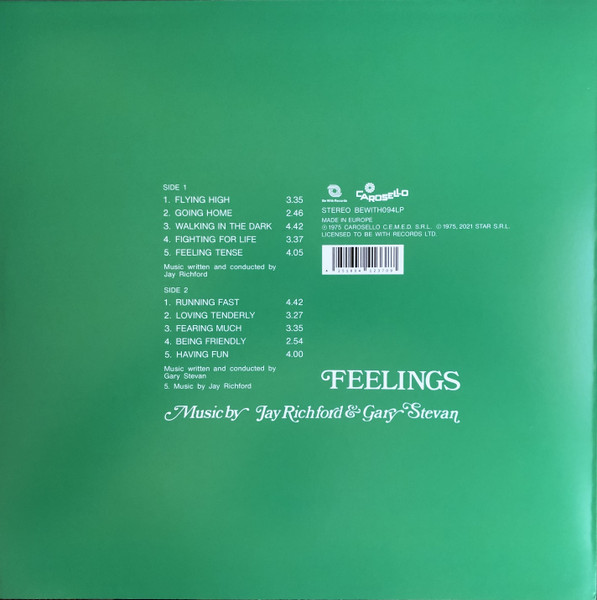 SIDE 1
1. FLYING HIGH 3.35
2. GOING HOME 2.46
3. WALKING IN THE DARK 4.42
4. FIGHTING FOR LIFE 3.37
5. FEELING TENSE 4.05
Music written and conducted by
Jay Richford
SIDE 2
1. RUNNING FAST 4.42
2. LOVING TENDERLY 3.27
3. FEARING MUCH 3.35
4. BEING FRIENDLY 2.54
5. HAVING FUN 4.00
Music written and conducted by
Gary Stevan
5. Music by Jay Richford
Be With Records
CAROSELLO
STEREO BEWITH094LP
MADE IN EUROPE
℗ 1975 CAROSELLO C.E.M.E.D. S.R.L. © 1975, 2021 STAR S.R.L.
LICENSED TO BE WITH RECORDS LTD.
FEELINGS
Music by Jay Richford & Gary Stevan